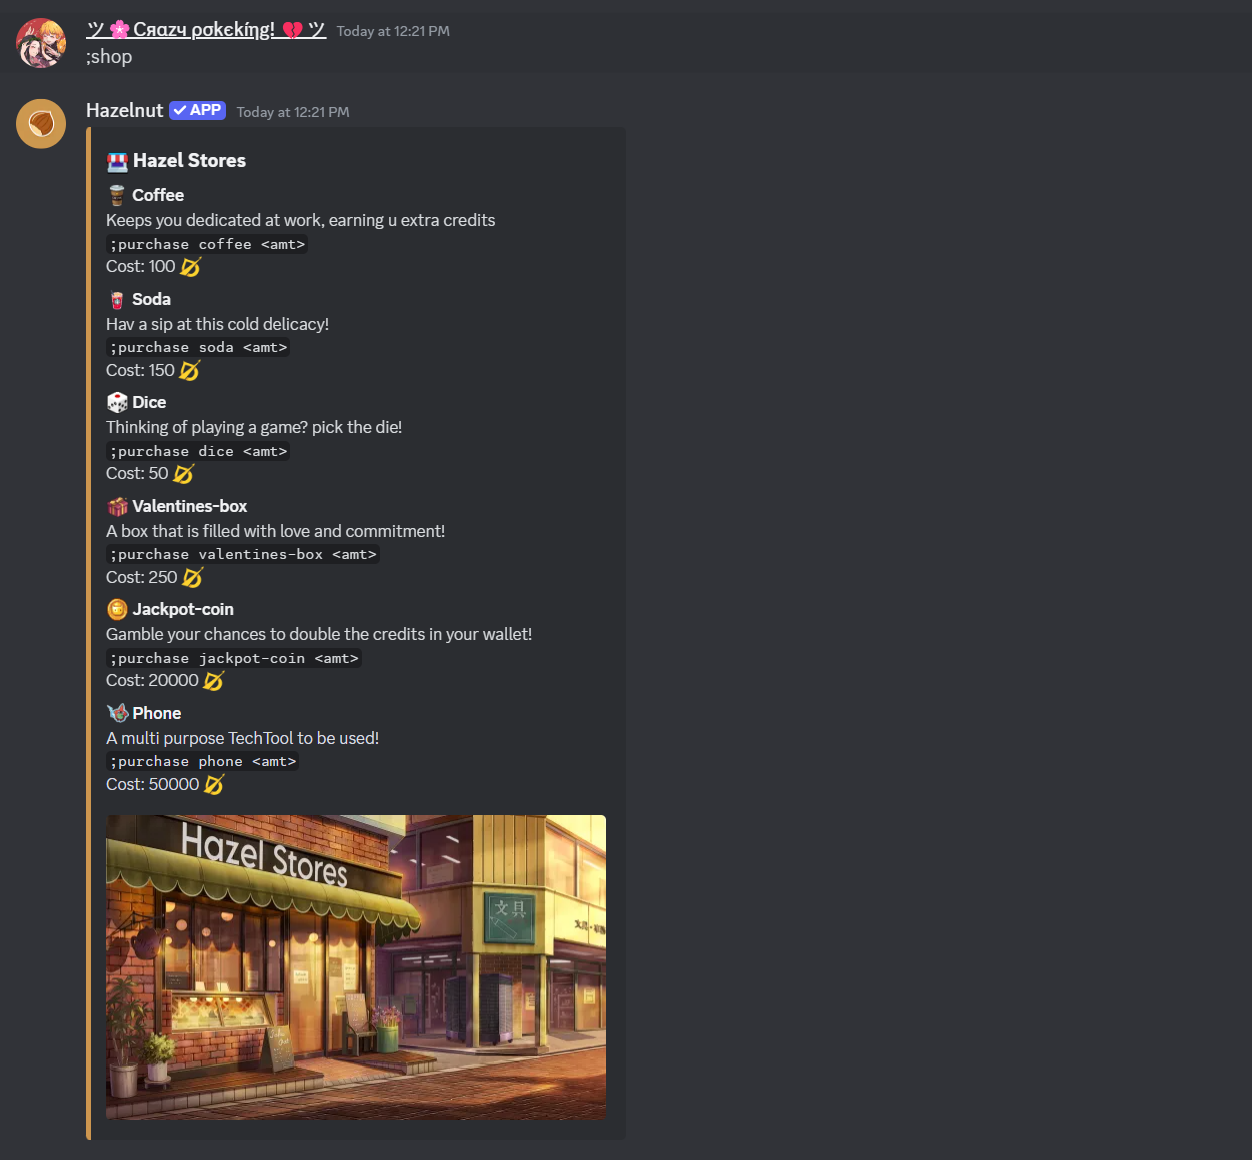 ツ 🌸 Cяαzч ρσkєkíηg! 💔 ツ Today at 12:21 PM
;shop
Hazelnut ✓ APP Today at 12:21 PM
Hazel Stores
Coffee
Keeps you dedicated at work, earning u extra credits
;purchase coffee <amt>
Cost: 100
Soda
Hav a sip at this cold delicacy!
;purchase soda <amt>
Cost: 150
Dice
Thinking of playing a game? pick the die!
;purchase dice <amt>
Cost: 50
Valentines-box
A box that is filled with love and commitment!
;purchase valentines-box <amt>
Cost: 250
Jackpot-coin
Gamble your chances to double the credits in your wallet!
;purchase jackpot-coin <amt>
Cost: 20000
Phone
A multi purpose TechTool to be used!
;purchase phone <amt>
Cost: 50000
Hazel Stores
文具